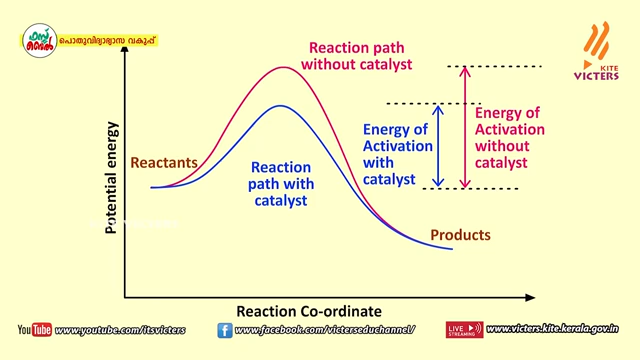 ഫസ്റ്റ്
ബെൽ
പൊതുവിദ്യാഭ്യാസ വകുപ്പ്
KITE
VICTERS
Reaction path
without catalyst
Energy of
Activation
with
catalyst
Energy of
Activation
without
catalyst
Reactants
Reaction
path with
catalyst
Products
Potential energy
Reaction Co-ordinate
YouTube www.youtube.com/itsvicters
f www.facebook.com/victerseduchannel/
LIVE STREAMING www.victers.kite.kerala.gov.in